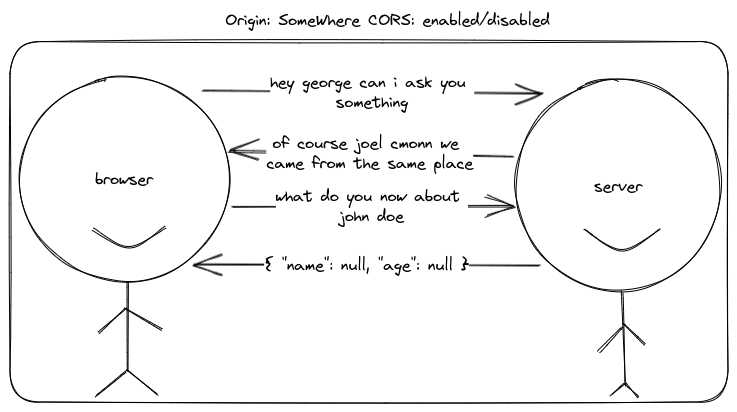 Origin: SomeWhere CORS: enabled/disabled
hey george can i ask you
something
of course joel cmonn we
came from the same place
browser
server
what do you now about
john doe
{ "name": null, "age": null }